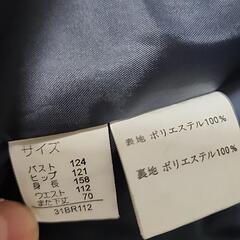 サイズ
バスト 124
ヒップ 121
身長 158
ウエスト 112
また下丈 70
31BR112
表地 ポリエステル100%
裏地 ポリエステル100%